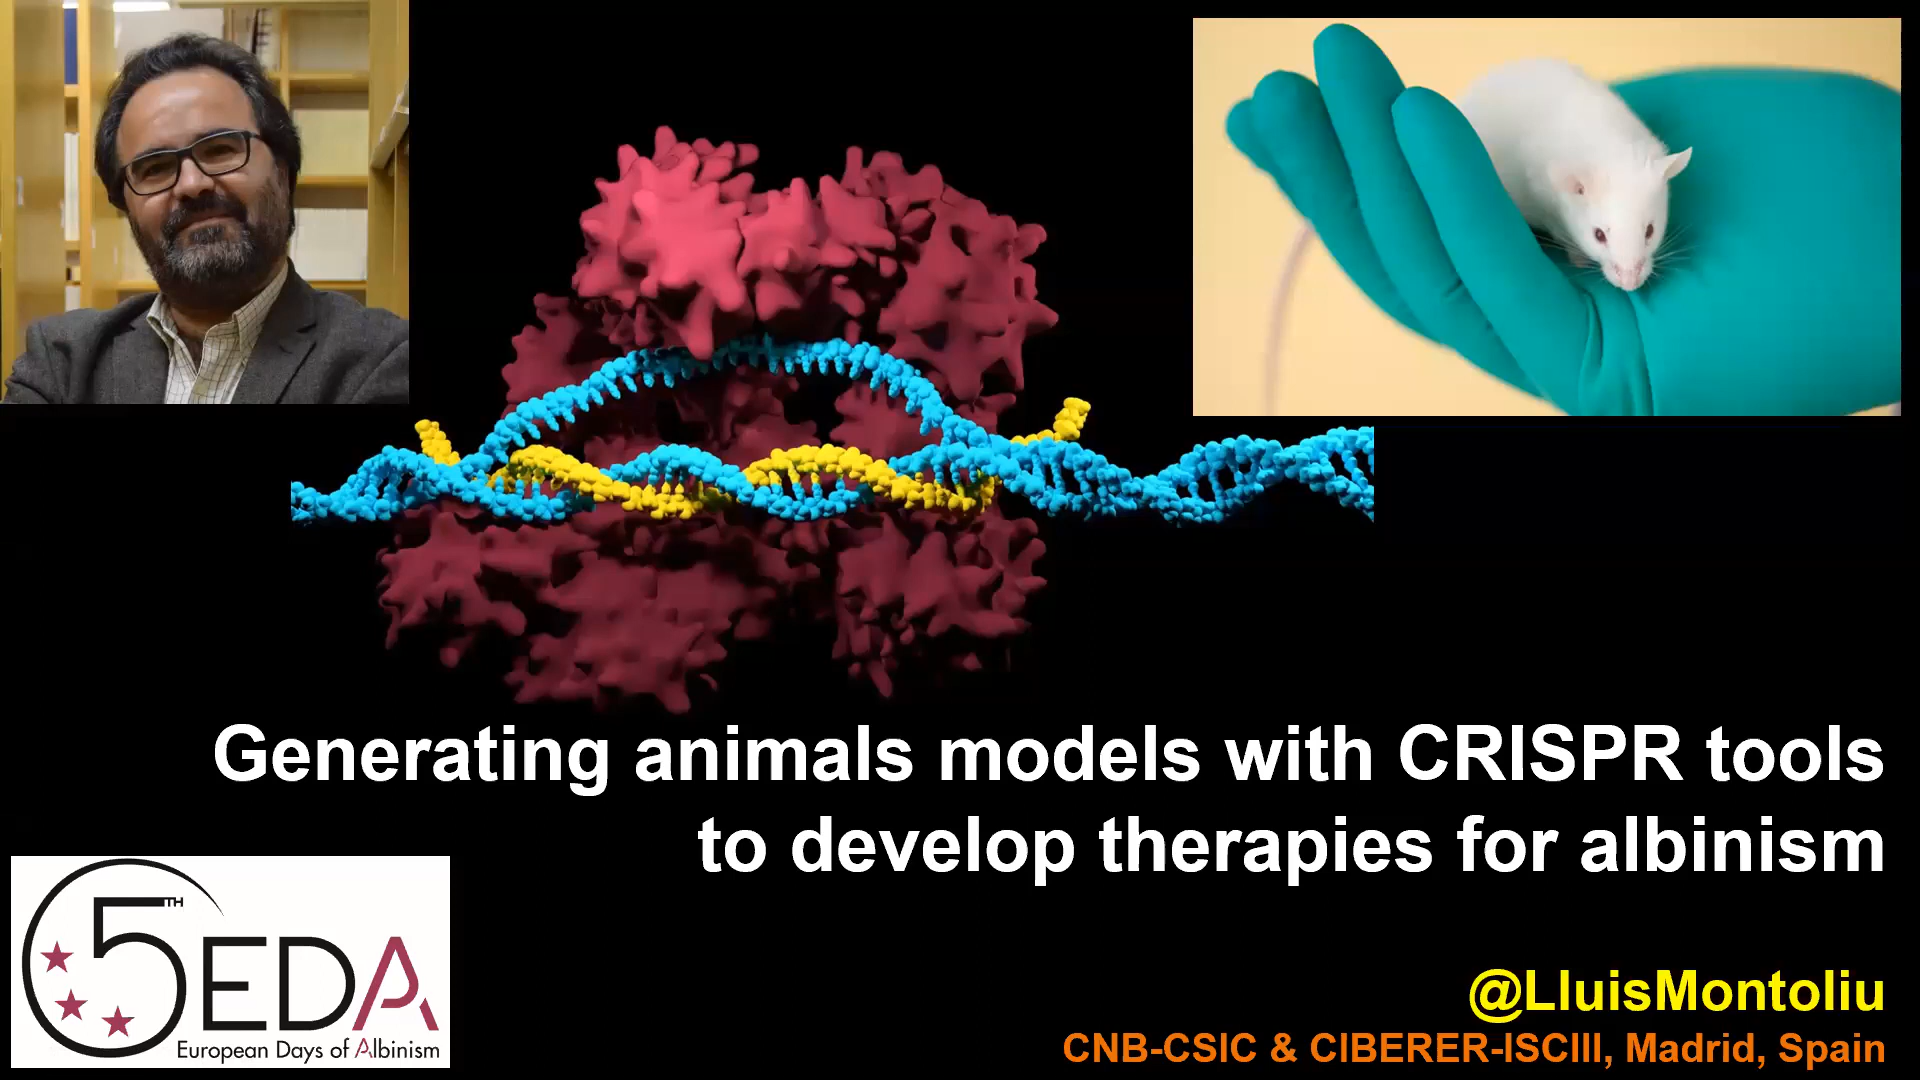 Generating animals models with CRISPR tools
to develop therapies for albinism
5TH
EDA
European Days of Albinism
@LluisMontoliu
CNB-CSIC & CIBERER-ISCIII, Madrid, Spain